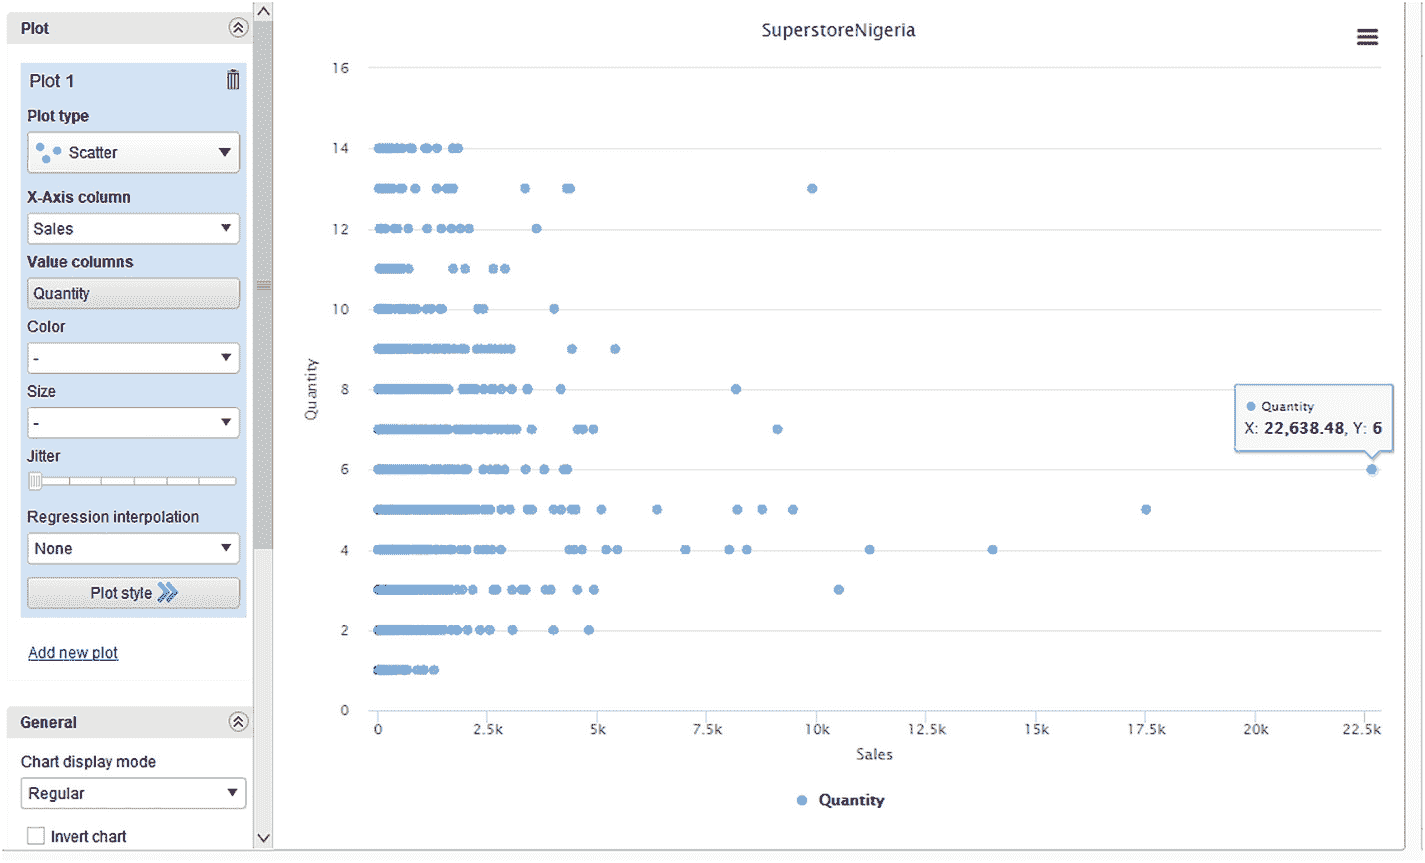 Plot
Plot 1
Plot type
Scatter
X-Axis column
Sales
Value columns
Quantity
Color
-
Size
-
Jitter
Regression interpolation
None
Plot style
Add new plot
General
Chart display mode
Regular
Invert chart
SuperstoreNigeria
16
14
12
10
8
6
4
2
0
Quantity
Quantity
X: 22,638.48, Y: 6
0 2.5k 5k 7.5k 10k 12.5k 15k 17.5k 20k 22.5k
Sales
Quantity